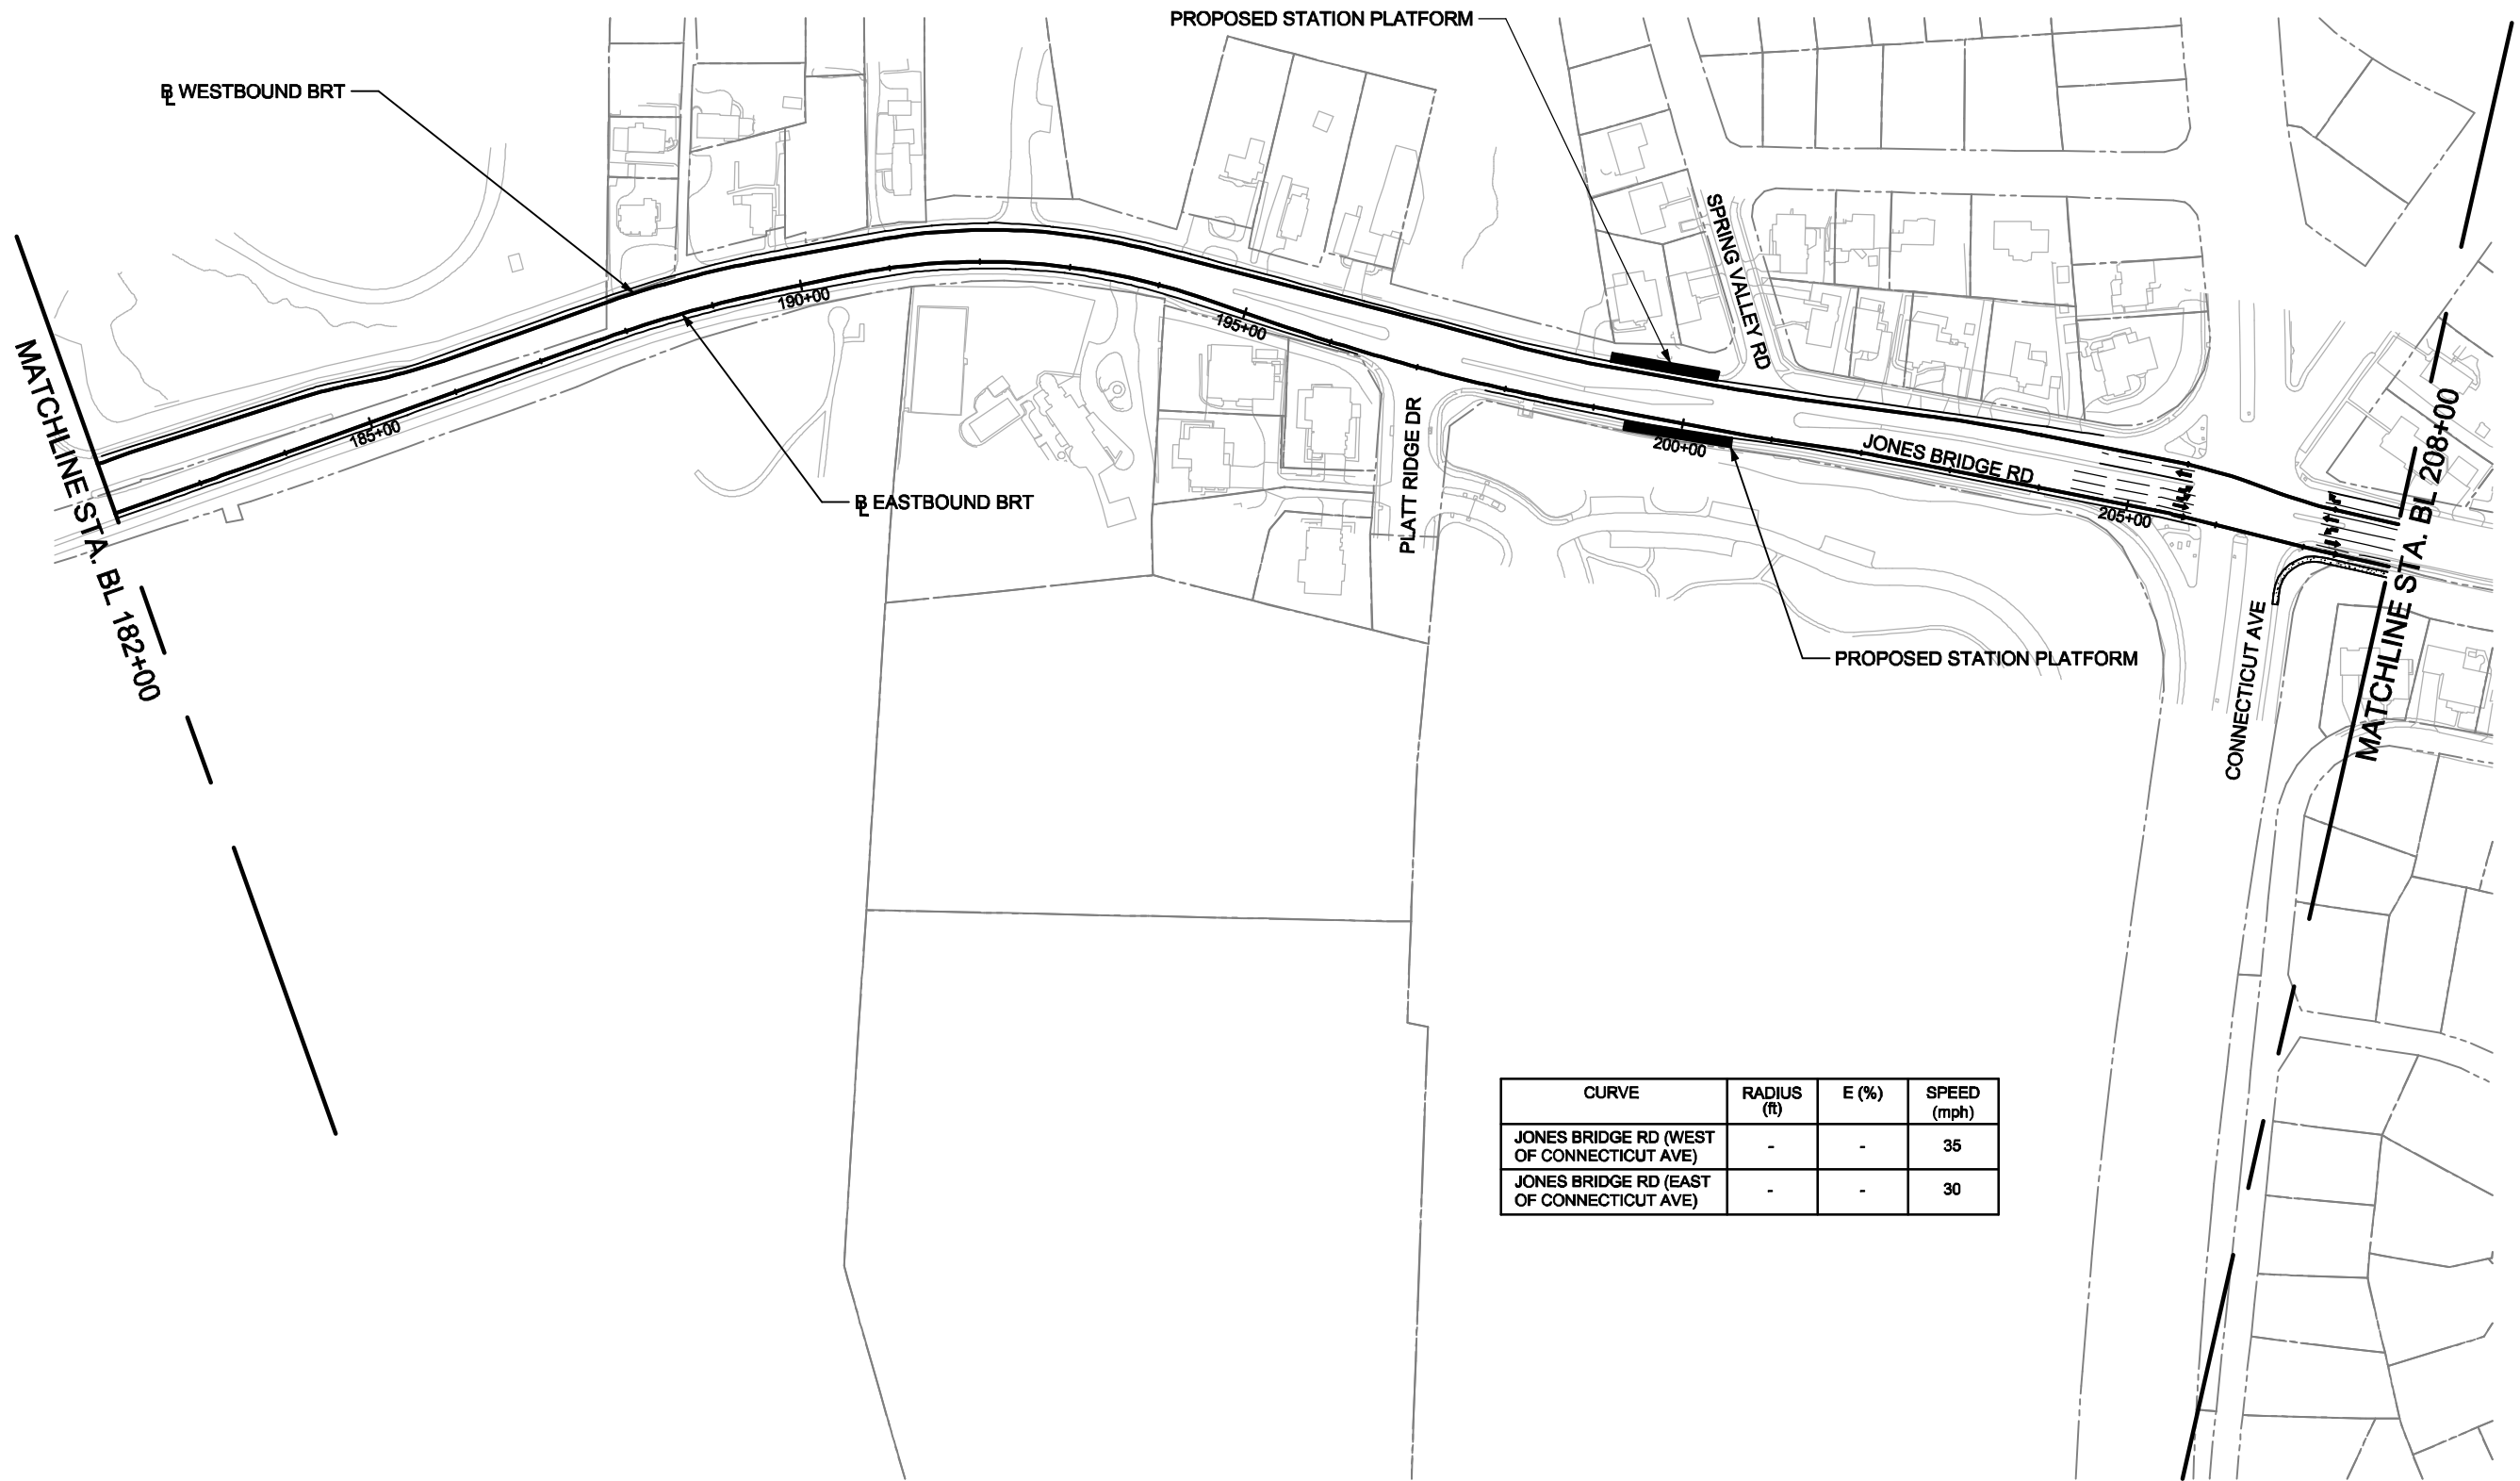 PROPOSED STATION PLATFORM
BL WESTBOUND BRT
SPRING VALLEY RD
190+00
195+00
185+00
MATCHLINE STA. BL 182+00
PLATT RIDGE DR
200+00
JONES BRIDGE RD
205+00
BL EASTBOUND BRT
MATCHLINE STA. BL 208+00
PROPOSED STATION PLATFORM
CONNECTICUT AVE
CURVE RADIUS E (%) SPEED
(ft) (mph)
JONES BRIDGE RD (WEST - - 35
OF CONNECTICUT AVE)
JONES BRIDGE RD (EAST - - 30
OF CONNECTICUT AVE)